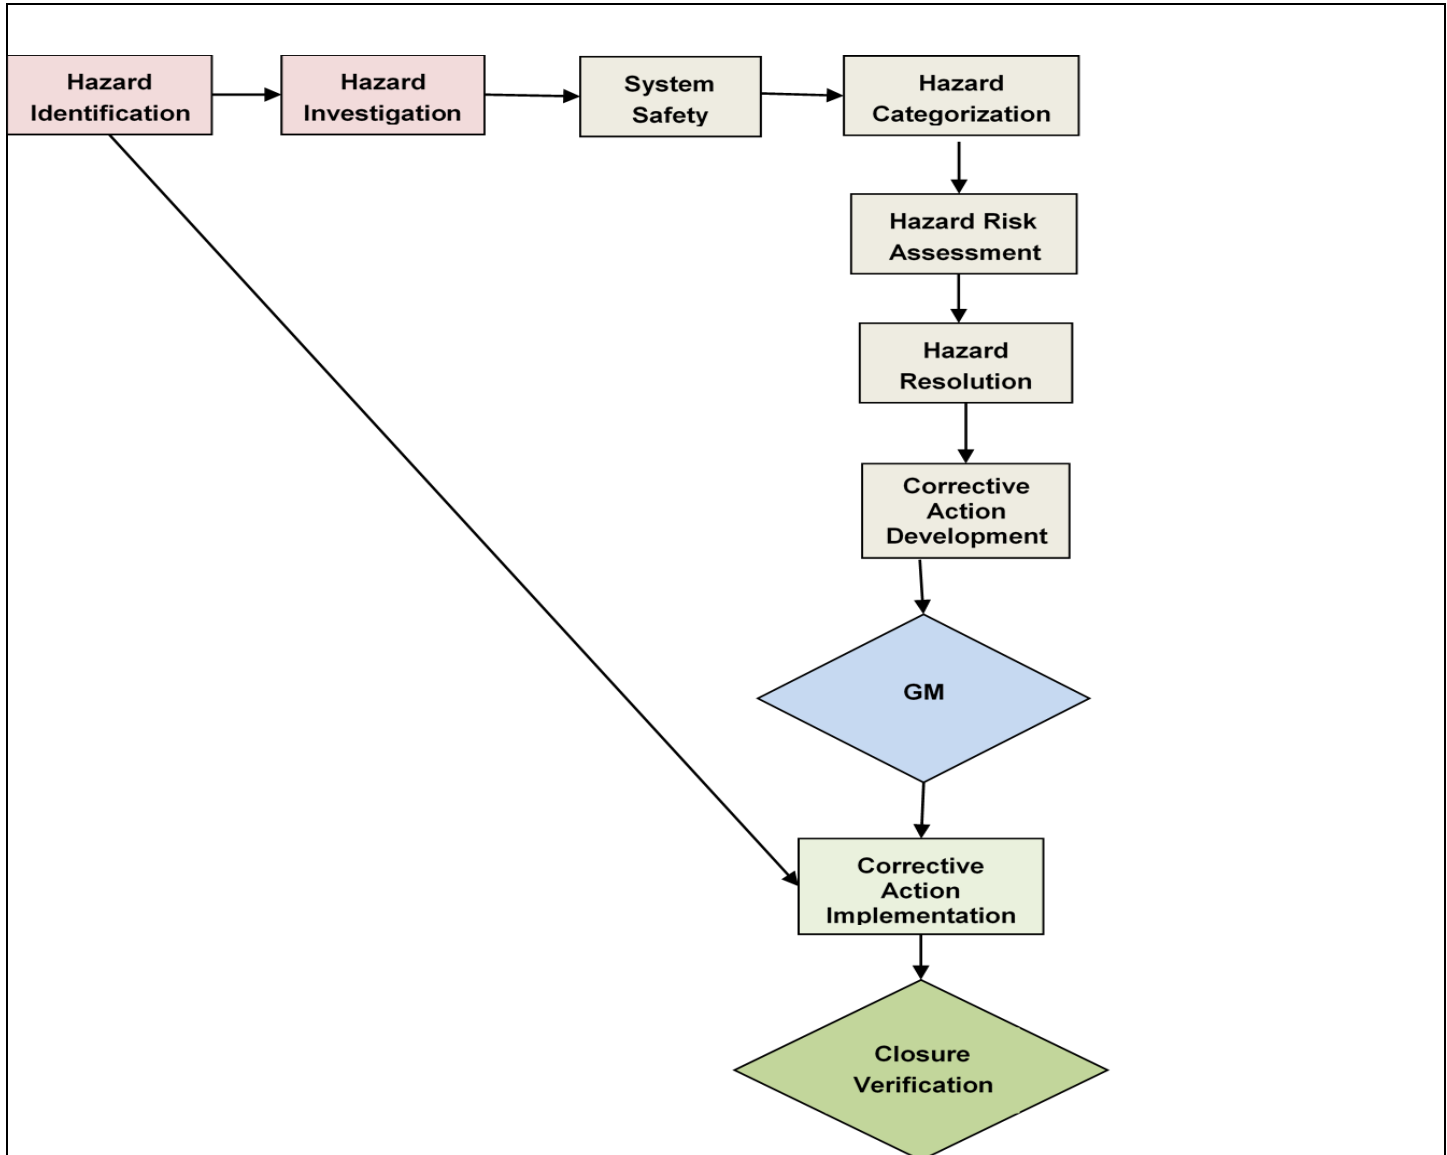 Hazard
Identification
Hazard
Investigation
System
Safety
Hazard
Categorization
Hazard Risk
Assessment
Hazard
Resolution
Corrective
Action
Development
GM
Corrective
Action
Implementation
Closure
Verification